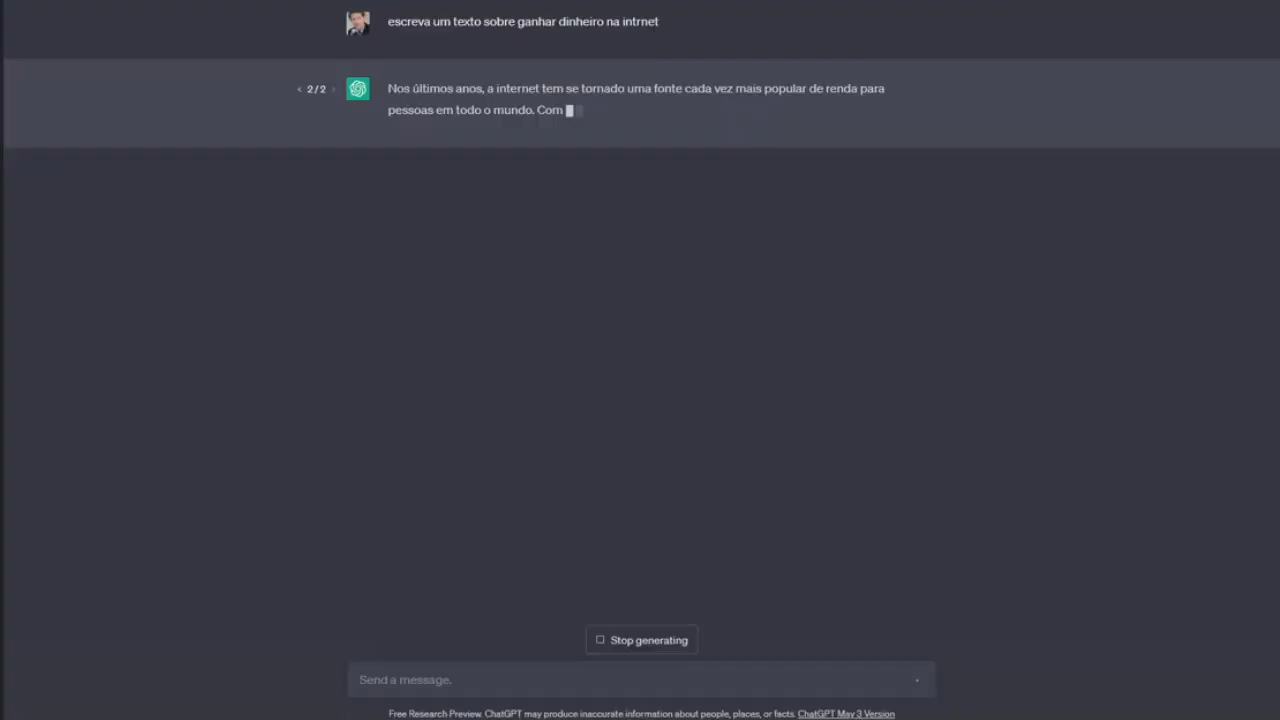 escreva um texto sobre ganhar dinheiro na intrnet
< 2/2 >
Nos últimos anos, a internet tem se tornado uma fonte cada vez mais popular de renda para
pessoas em todo o mundo. Com
Stop generating
Send a message.
Free Research Preview. ChatGPT may produce inaccurate information about people, places, or facts. ChatGPT May 3 Version